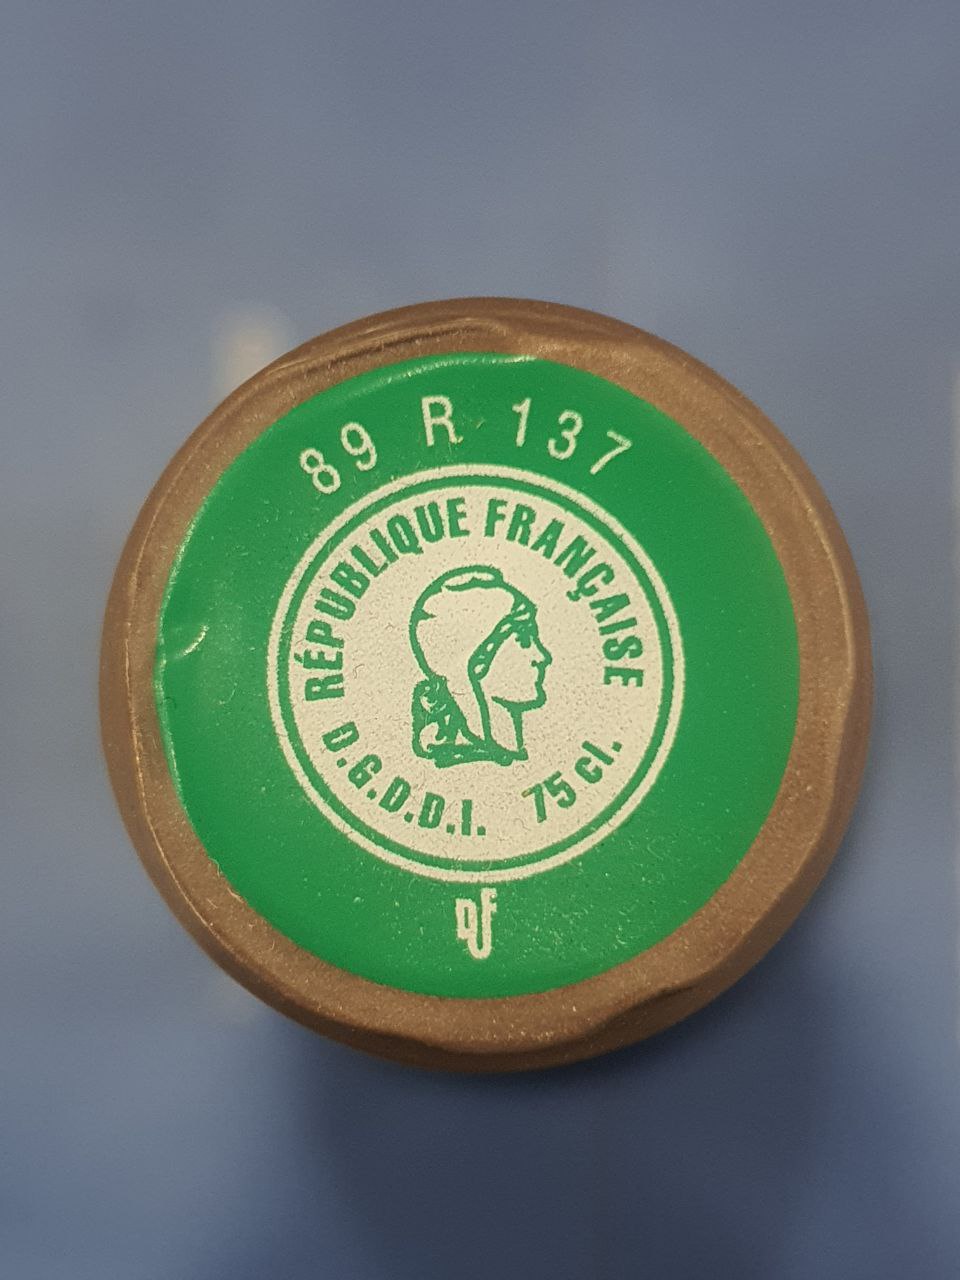 89 R 137
RÉPUBLIQUE FRANÇAISE
D.G.D.D.I. 75 cl.